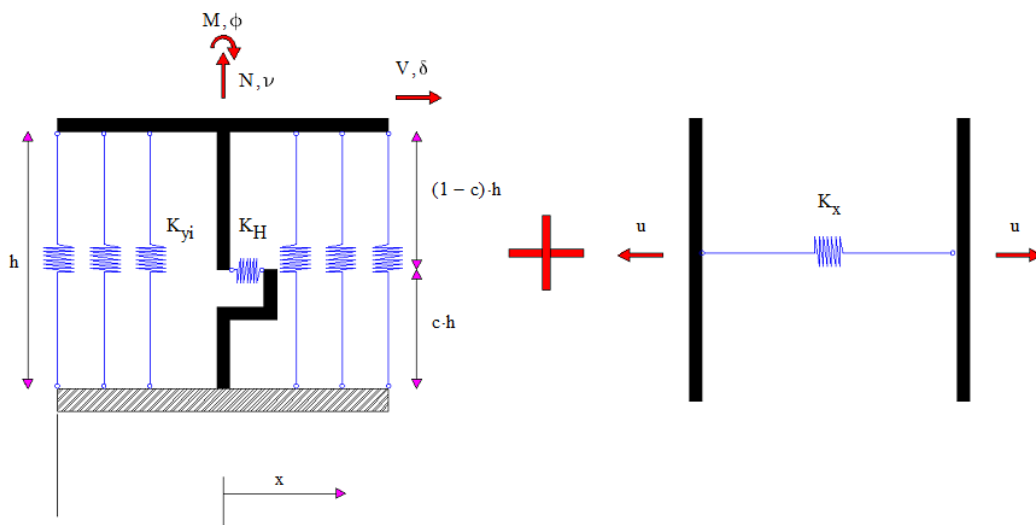 M, ϕ
N, ν
V, δ
(1 − c)·h
K_yi
K_H
h
c·h
x
K_x
u
u